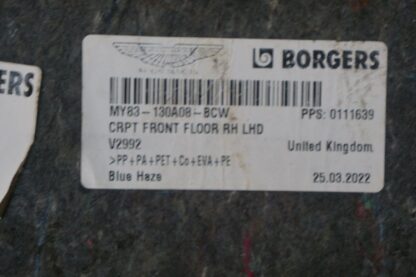 BORGERS
ERS
MY83-130A08-BCW PPS: 0111639
CRPT FRONT FLOOR RH LHD
V2992 United Kingdom
>PP+PA+PET+Co+EVA+PE
Blue Haze 25.03.2022